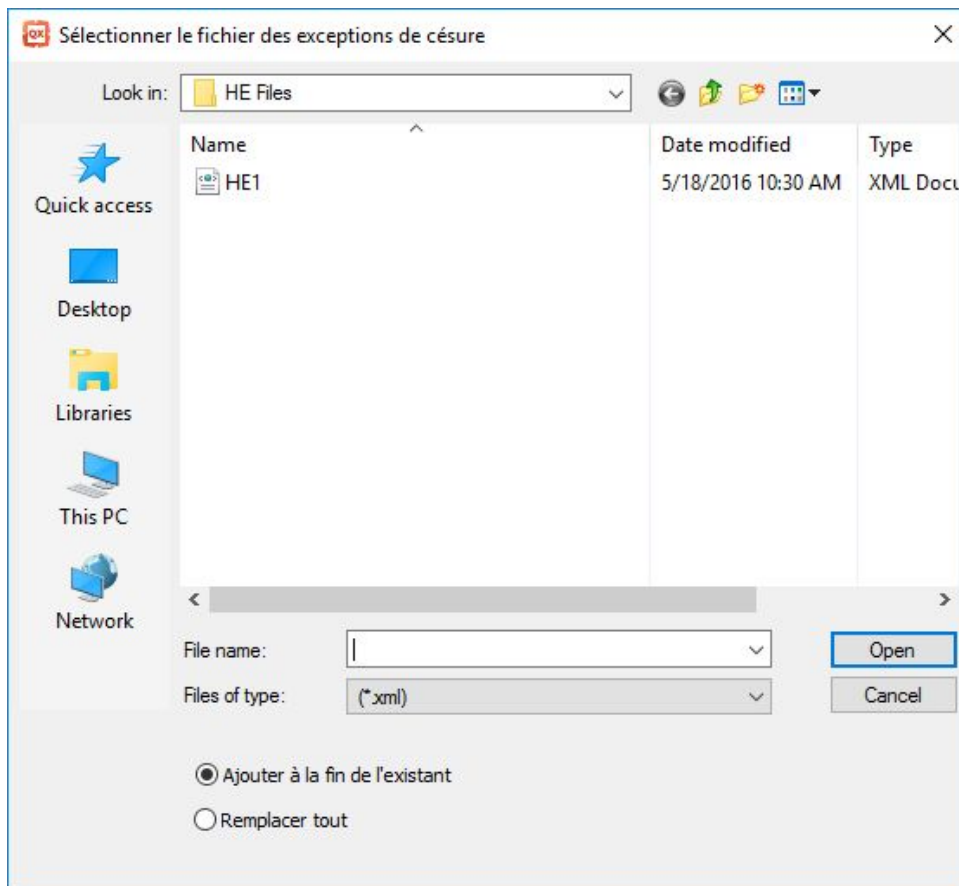 QX Sélectionner le fichier des exceptions de césure
Look in: HE Files
Name Date modified Type
HE1 5/18/2016 10:30 AM XML Docu
Quick access
Desktop
Libraries
This PC
Network
File name: Open
Files of type: (*.xml) Cancel
Ajouter à la fin de l'existant
Remplacer tout